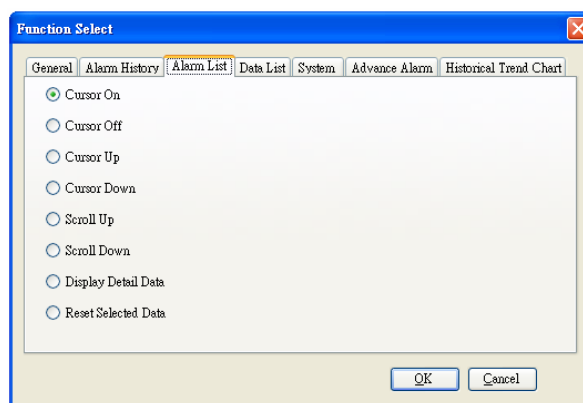 Function Select
General Alarm History Alarm List Data List System Advance Alarm Historical Trend Chart
Cursor On
Cursor Off
Cursor Up
Cursor Down
Scroll Up
Scroll Down
Display Detail Data
Reset Selected Data
OK Cancel